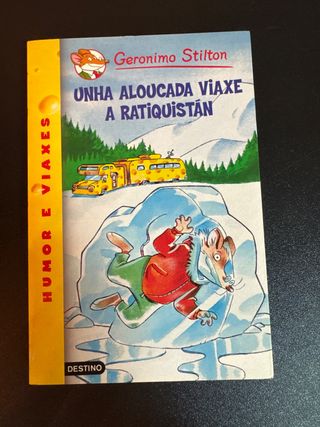 Geronimo Stilton
UNHA ALOUCADA VIAXE
A RATIQUISTÁN
HUMOR E VIAXES
DESTINO